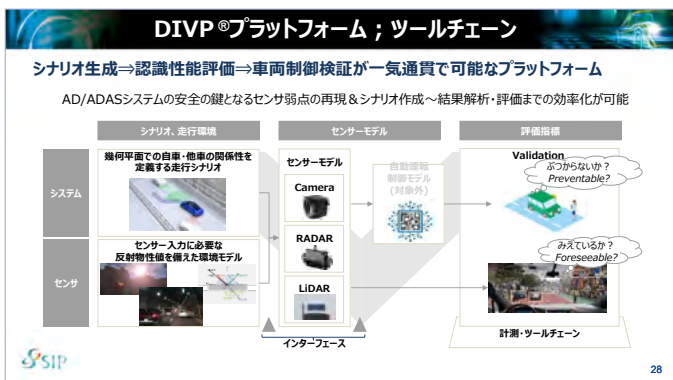 DIVP®プラットフォーム；ツールチェーン
シナリオ生成⇒認識性能評価⇒車両制御検証が一気通貫で可能なプラットフォーム
AD/ADASシステムの安全の鍵となるセンサ弱点の再現＆シナリオ作成～結果解析・評価までの効率化が可能
シナリオ、走行環境
センサーモデル
評価指標
システム
幾何平面での自車・他車の関係性を
定義する走行シナリオ
センサーモデル
Camera
RADAR
LiDAR
自動運転
制御モデル
(対象外)
Validation
ぶつからないか？
Preventable?
センサ
センサー入力に必要な
反射物性値を備えた環境モデル
みえているか？
Foreseeable?
インターフェース
計測・ツールチェーン
SIP
28